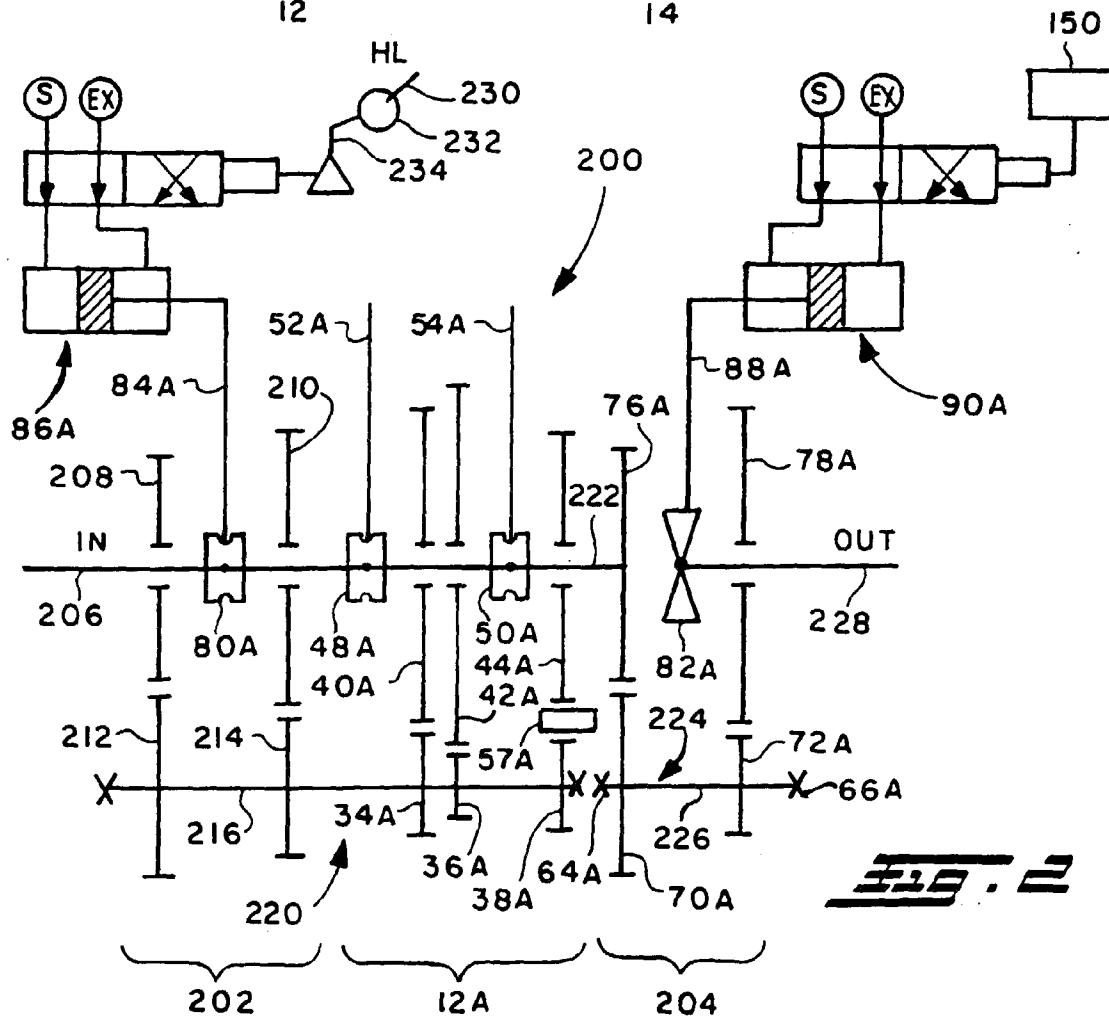 12 14 150
HL
S EX 230 S EX
232
234 200
52A 54A
84A 210 88A
86A 76A 90A
208 222 78A
IN OUT
206 228
80A 48A 50A 82A
40A 44A
42A
212 214 57A 224 72A
216 34A 226 66A
36A 64A
220 38A 70A
FIG. 2
202 12A 204